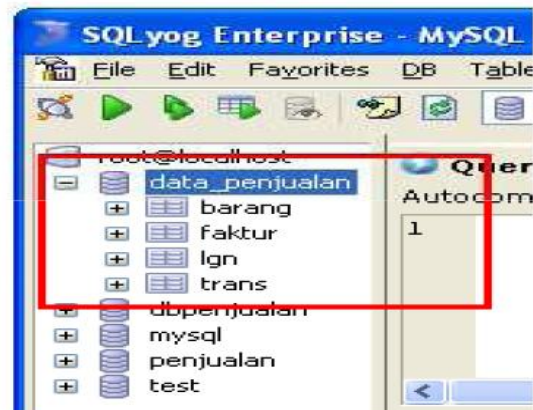 SQLyog Enterprise - MySQL
File Edit Favorites DB Table
root@localhost
data_penjualan
barang
faktur
lgn
trans
dbpenjualan
mysql
penjualan
test
Quer
Autocom
1